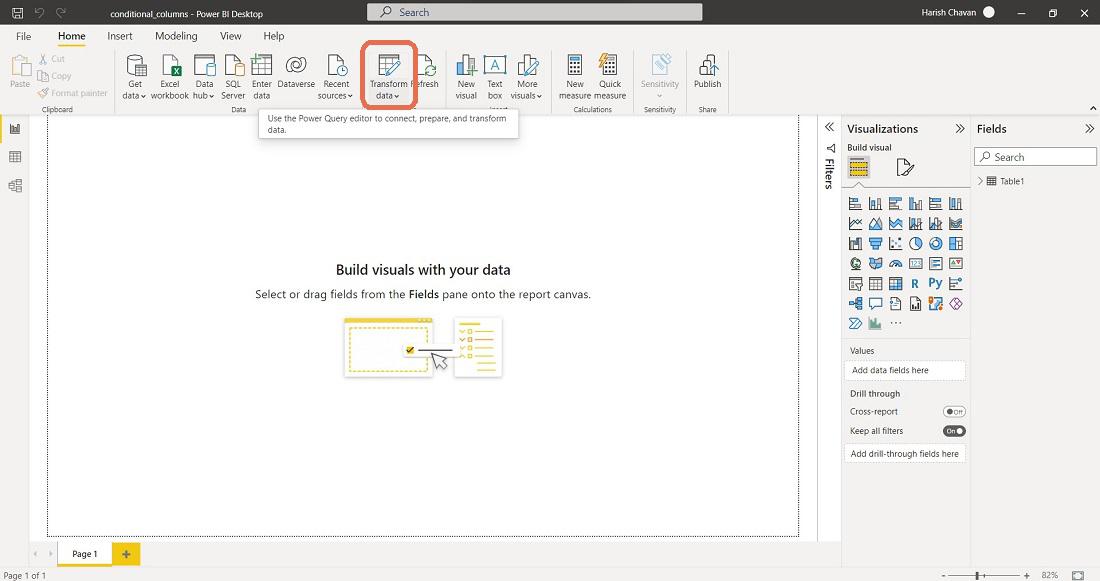 conditional_columns - Power BI Desktop
Search
Harish Chavan
File Home Insert Modeling View Help
Paste
Cut
Copy
Format painter
Clipboard
Get data
Excel workbook
Data hub
SQL Server
Enter data
Dataverse
Recent sources
Data
Transform data
Refresh
New visual
Text box
More visuals
Insert
New measure
Quick measure
Calculations
Sensitivity
Sensitivity
Publish
Share
Use the Power Query editor to connect, prepare, and transform
data.
Build visuals with your data
Select or drag fields from the Fields pane onto the report canvas.
Filters
Visualizations
Build visual
123
R
Py
Values
Add data fields here
Drill through
Cross-report
Off
Keep all filters
On
Add drill-through fields here
Fields
Search
Table1
Page 1
Page 1 of 1
82%